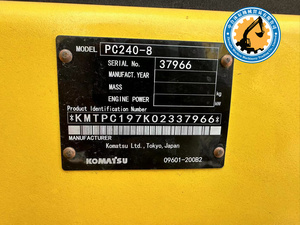 MODEL PC240-8
SERIAL No. 37966
MANUFACT. YEAR
MASS kg
ENGINE POWER kW
Product Identification Number
*KMTPC197K02337966*
MANUFACTURER
Komatsu Ltd., Tokyo, Japan
KOMATSU 09601-200B2